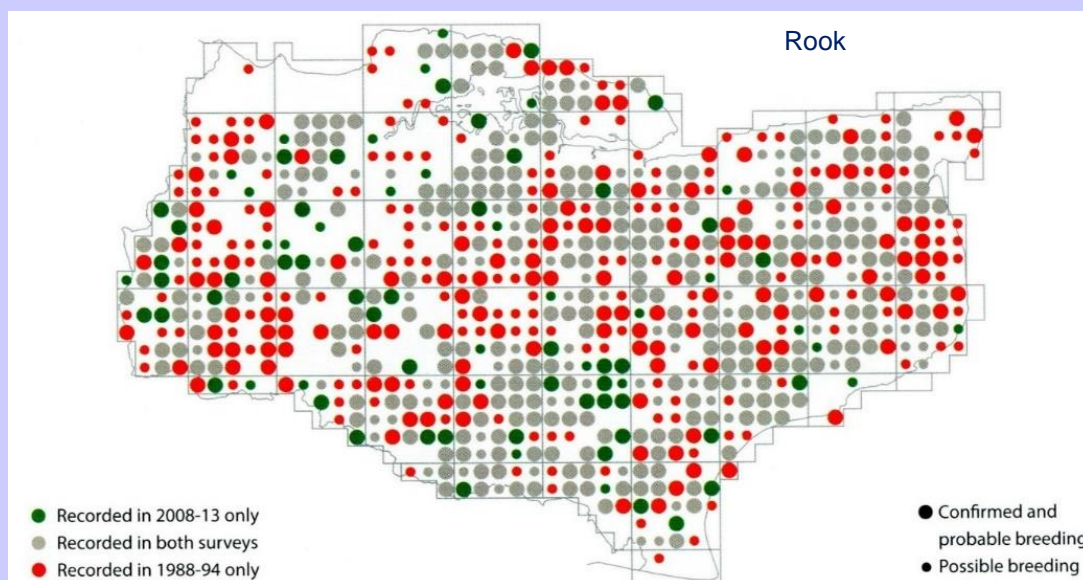 Rook
Recorded in 2008-13 only
Recorded in both surveys
Recorded in 1988-94 only
Confirmed and
probable breeding
Possible breeding